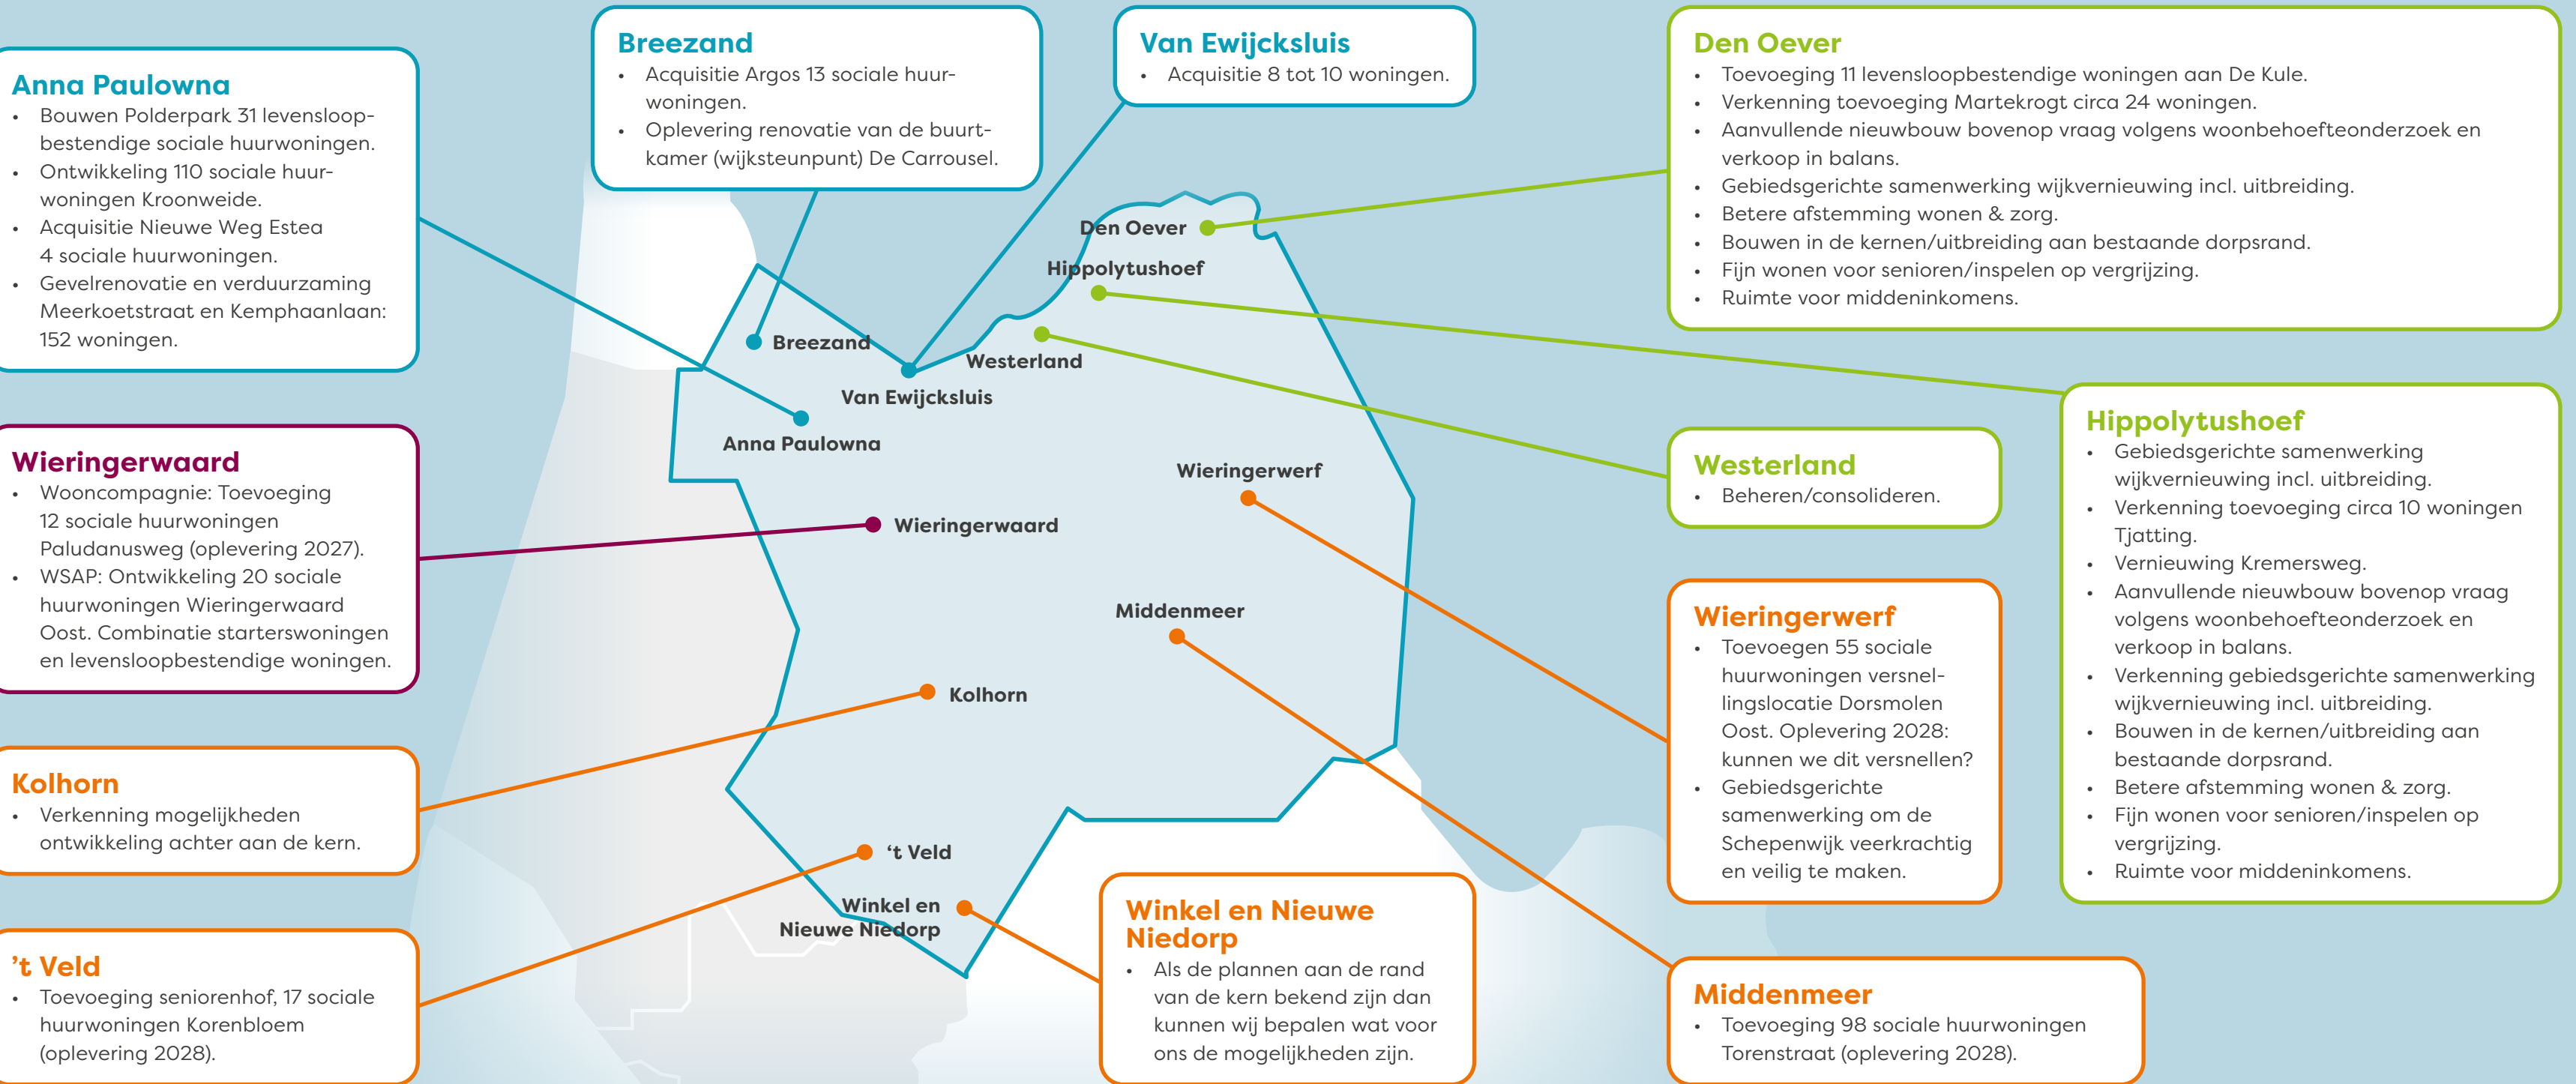 Anna Paulowna
• Bouwen Polderpark 31 levensloop-
bestendige sociale huurwoningen.
• Ontwikkeling 110 sociale huur-
woningen Kroonweide.
• Acquisitie Nieuwe Weg Estea
4 sociale huurwoningen.
• Gevelrenovatie en verduurzaming
Meerkoetstraat en Kemphaanlaan:
152 woningen.
Breezand
• Acquisitie Argos 13 sociale huur-
woningen.
• Oplevering renovatie van de buurt-
kamer (wijksteunpunt) De Carrousel.
Van Ewijcksluis
• Acquisitie 8 tot 10 woningen.
Den Oever
• Toevoeging 11 levensloopbestendige woningen aan De Kule.
• Verkenning toevoeging Martekrogt circa 24 woningen.
• Aanvullende nieuwbouw bovenop vraag volgens woonbehoefteonderzoek en
verkoop in balans.
• Gebiedsgerichte samenwerking wijkvernieuwing incl. uitbreiding.
• Betere afstemming wonen & zorg.
• Bouwen in de kernen/uitbreiding aan bestaande dorpsrand.
• Fijn wonen voor senioren/inspelen op vergrijzing.
• Ruimte voor middeninkomens.
Den Oever
Hippolytushoef
Breezand
Westerland
Van Ewijcksluis
Anna Paulowna
Wieringerwerf
Wieringerwaard
Middenmeer
Kolhorn
‘t Veld
Winkel en
Nieuwe Niedorp
Wieringerwaard
• Wooncompagnie: Toevoeging
12 sociale huurwoningen
Paludanusweg (oplevering 2027).
• WSAP: Ontwikkeling 20 sociale
huurwoningen Wieringerwaard
Oost. Combinatie starterswoningen
en levensloopbestendige woningen.
Kolhorn
• Verkenning mogelijkheden
ontwikkeling achter aan de kern.
’t Veld
• Toevoeging seniorenhof, 17 sociale
huurwoningen Korenbloem
(oplevering 2028).
Winkel en Nieuwe
Niedorp
• Als de plannen aan de rand
van de kern bekend zijn dan
kunnen wij bepalen wat voor
ons de mogelijkheden zijn.
Westerland
• Beheren/consolideren.
Wieringerwerf
• Toevoegen 55 sociale
huurwoningen versnel-
lingslocatie Dorsmolen
Oost. Oplevering 2028:
kunnen we dit versnellen?
• Gebiedsgerichte
samenwerking om de
Schepenwijk veerkrachtig
en veilig te maken.
Hippolytushoef
• Gebiedsgerichte samenwerking
wijkvernieuwing incl. uitbreiding.
• Verkenning toevoeging circa 10 woningen
Tjatting.
• Vernieuwing Kremersweg.
• Aanvullende nieuwbouw bovenop vraag
volgens woonbehoefteonderzoek en
verkoop in balans.
• Verkenning gebiedsgerichte samenwerking
wijkvernieuwing incl. uitbreiding.
• Bouwen in de kernen/uitbreiding aan
bestaande dorpsrand.
• Betere afstemming wonen & zorg.
• Fijn wonen voor senioren/inspelen op
vergrijzing.
• Ruimte voor middeninkomens.
Middenmeer
• Toevoeging 98 sociale huurwoningen
Torenstraat (oplevering 2028).